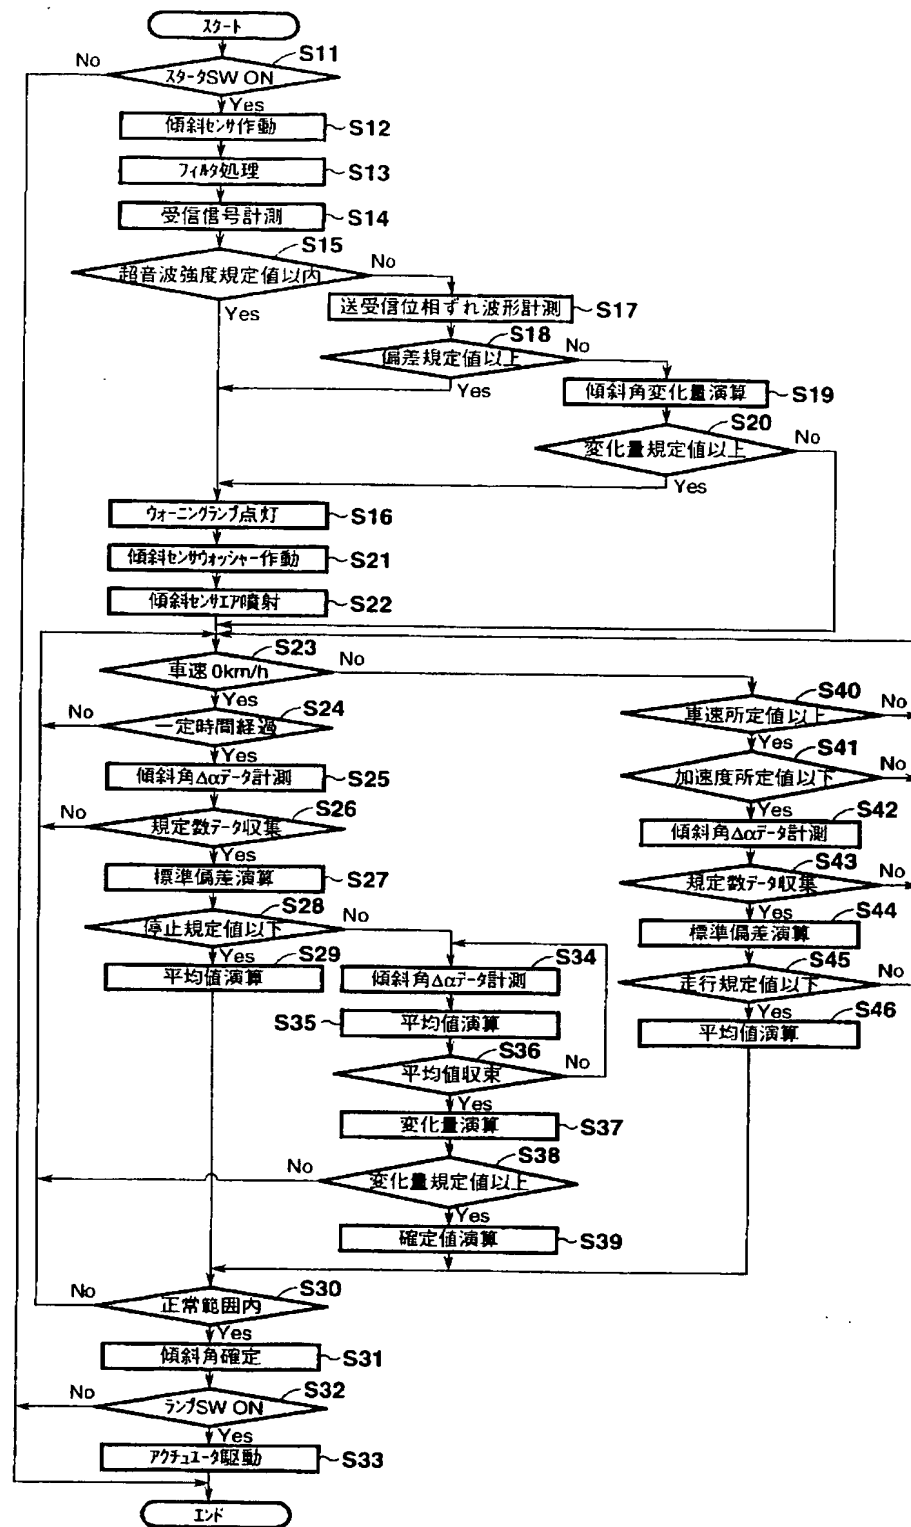 スタート
No
S11
スタータSW ON
Yes
傾斜センサ作動
S12
フィルタ処理
S13
受信信号計測
S14
S15
超音波強度規定値以内
No
Yes
送受信位相ずれ波形計測
S17
S18
偏差規定値以上
No
Yes
傾斜角変化量演算
S19
S20
変化量規定値以上
No
Yes
ウォーニングランプ点灯
S16
傾斜センサウォッシャー作動
S21
傾斜センサエア噴射
S22
S23
車速0km/h
No
Yes
S24
No
一定時間経過
Yes
傾斜角Δαデータ計測
S25
S26
No
規定数データ収集
Yes
標準偏差演算
S27
S28
停止規定値以下
No
Yes
S29
平均値演算
S34
傾斜角Δαデータ計測
S35
平均値演算
S36
平均値収束
No
Yes
変化量演算
S37
S38
No
変化量規定値以上
Yes
確定値演算
S39
S40
車速所定値以上
No
Yes
S41
加速度所定値以下
No
Yes
S42
傾斜角Δαデータ計測
S43
規定数データ収集
No
Yes
S44
標準偏差演算
S45
走行規定値以下
No
Yes
S46
平均値演算
S30
No
正常範囲内
Yes
傾斜角確定
S31
S32
No
ランプSW ON
Yes
アクチュエータ駆動
S33
エンド